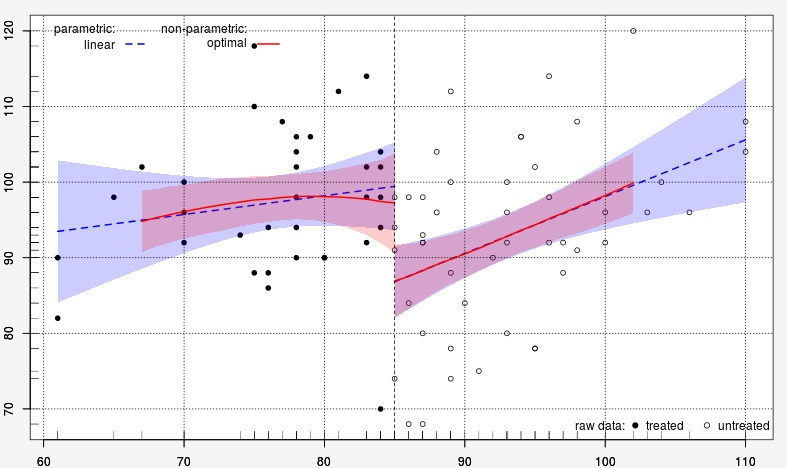 parametric: non-parametric:
linear optimal
120
110
100
90
80
70
raw data: treated untreated
60 70 80 90 100 110